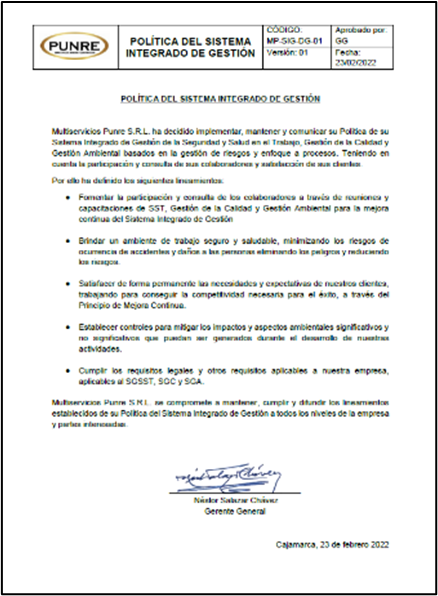 PUNRE
POLÍTICA DEL SISTEMA
INTEGRADO DE GESTIÓN
CÓDIGO:
MP-SIG-DG-01
Versión: 01
Aprobado por:
GG
Fecha:
23/02/2022
POLÍTICA DEL SISTEMA INTEGRADO DE GESTIÓN
Multiservicios Punre S.R.L. ha decidido implementar, mantener y comunicar su Política de su
Sistema Integrado de Gestión de la Seguridad y Salud en el Trabajo, Gestión de la Calidad y
Gestión Ambiental basados en la gestión de riesgos y enfoque a procesos. Teniendo en
cuenta la participación y consulta de sus colaboradores y satisfacción de sus clientes.
Por ello ha definido los siguientes lineamientos:
• Fomentar la participación y consulta de los colaboradores a través de reuniones y
capacitaciones de SST, Gestión de la Calidad y Gestión Ambiental para la mejora
continua del Sistema Integrado de Gestión
• Brindar un ambiente de trabajo seguro y saludable, minimizando los riesgos de
ocurrencia de accidentes y daños a las personas eliminando los peligros y reduciendo
los riesgos.
• Satisfacer de forma permanente las necesidades y expectativas de nuestros clientes,
trabajando para conseguir la competitividad necesaria para el éxito, a través del
Principio de Mejora Continua.
• Establecer controles para mitigar los impactos y aspectos ambientales significativos y
no significativos que puedan ser generados durante el desarrollo de nuestras
actividades.
• Cumplir los requisitos legales y otros requisitos aplicables a nuestra empresa,
aplicables al SGSST, SGC y SGA.
Multiservicios Punre S.R.L. se compromete a mantener, cumplir y difundir los lineamientos
establecidos de su Política del Sistema Integrado de Gestión a todos los niveles de la empresa
y partes interesadas.
Néstor Salazar Chávez
Gerente General
Cajamarca, 23 de febrero 2022